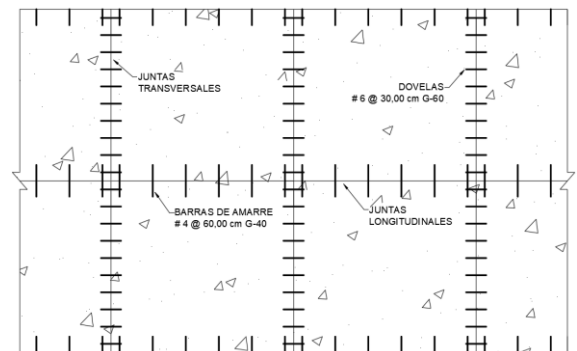 JUNTAS
TRANSVERSALES
DOVELAS
# 6 @ 30,00 cm G-60
BARRAS DE AMARRE
# 4 @ 60,00 cm G-40
JUNTAS
LONGITUDINALES